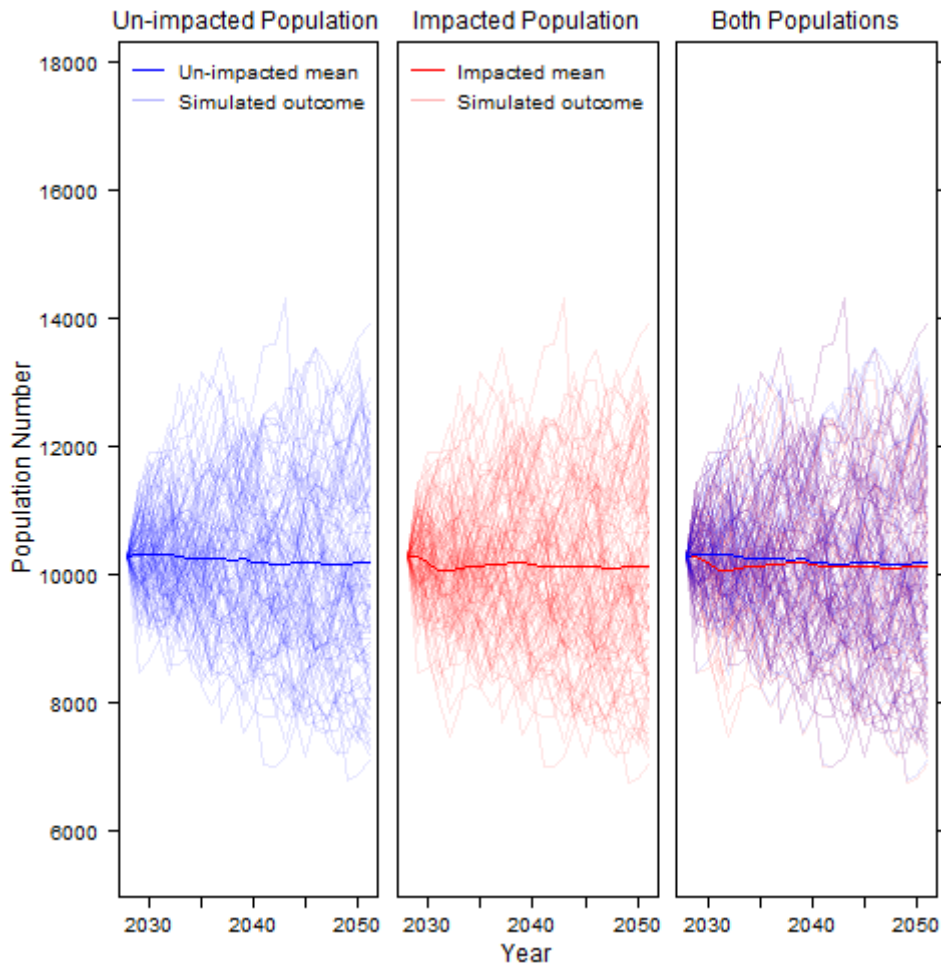 Un-impacted Population
Impacted Population
Both Populations
Un-impacted mean
Simulated outcome
Impacted mean
Simulated outcome
Population Number
18000
16000
14000
12000
10000
8000
6000
2030 2040 2050
2030 2040 2050
2030 2040 2050
Year